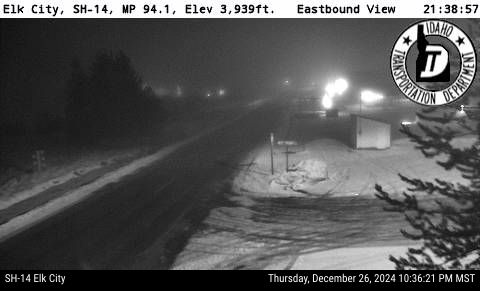 Elk City, SH-14, MP 94.1, Elev 3,939ft. Eastbound View 21:38:57
IDAHO
TRANSPORTATION DEPARTMENT
SH-14 Elk City Thursday, December 26, 2024 10:36:21 PM MST